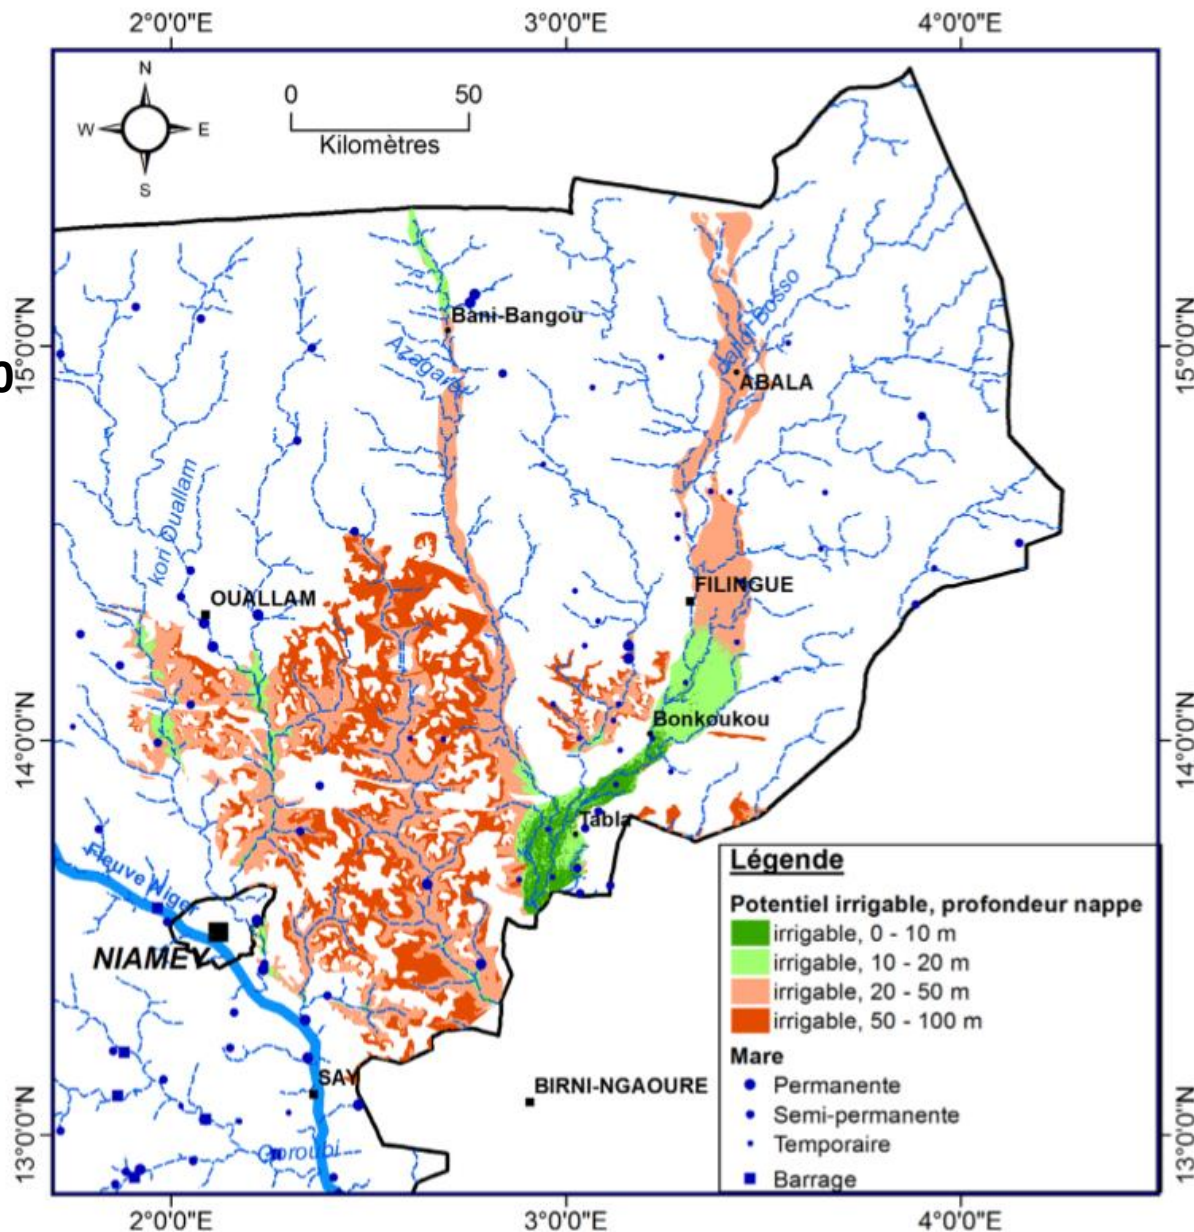 2°0'0"E 3°0'0"E 4°0'0"E
N
W E
S
0 50
Kilomètres
15°0'0"N 15°0'0"N
0
Bani-Bangou
Azagarou
dallol Bosso
ABALA
kori Ouallam
OUALLAM
FILINGUE
14°0'0"N 14°0'0"N
Bonkoukou
Tabla
Fleuve Niger
NIAMEY
SAY
BIRNI-NGAOURE
Goroubi
13°0'0"N 13°0'0"N
Légende
Potentiel irrigable, profondeur nappe
irrigable, 0 - 10 m
irrigable, 10 - 20 m
irrigable, 20 - 50 m
irrigable, 50 - 100 m
Mare
Permanente
Semi-permanente
Temporaire
Barrage
2°0'0"E 3°0'0"E 4°0'0"E